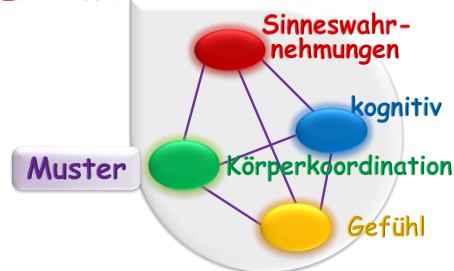 Sinneswahr-
nehmungen
kognitiv
Muster
Körperkoordination
Gefühl